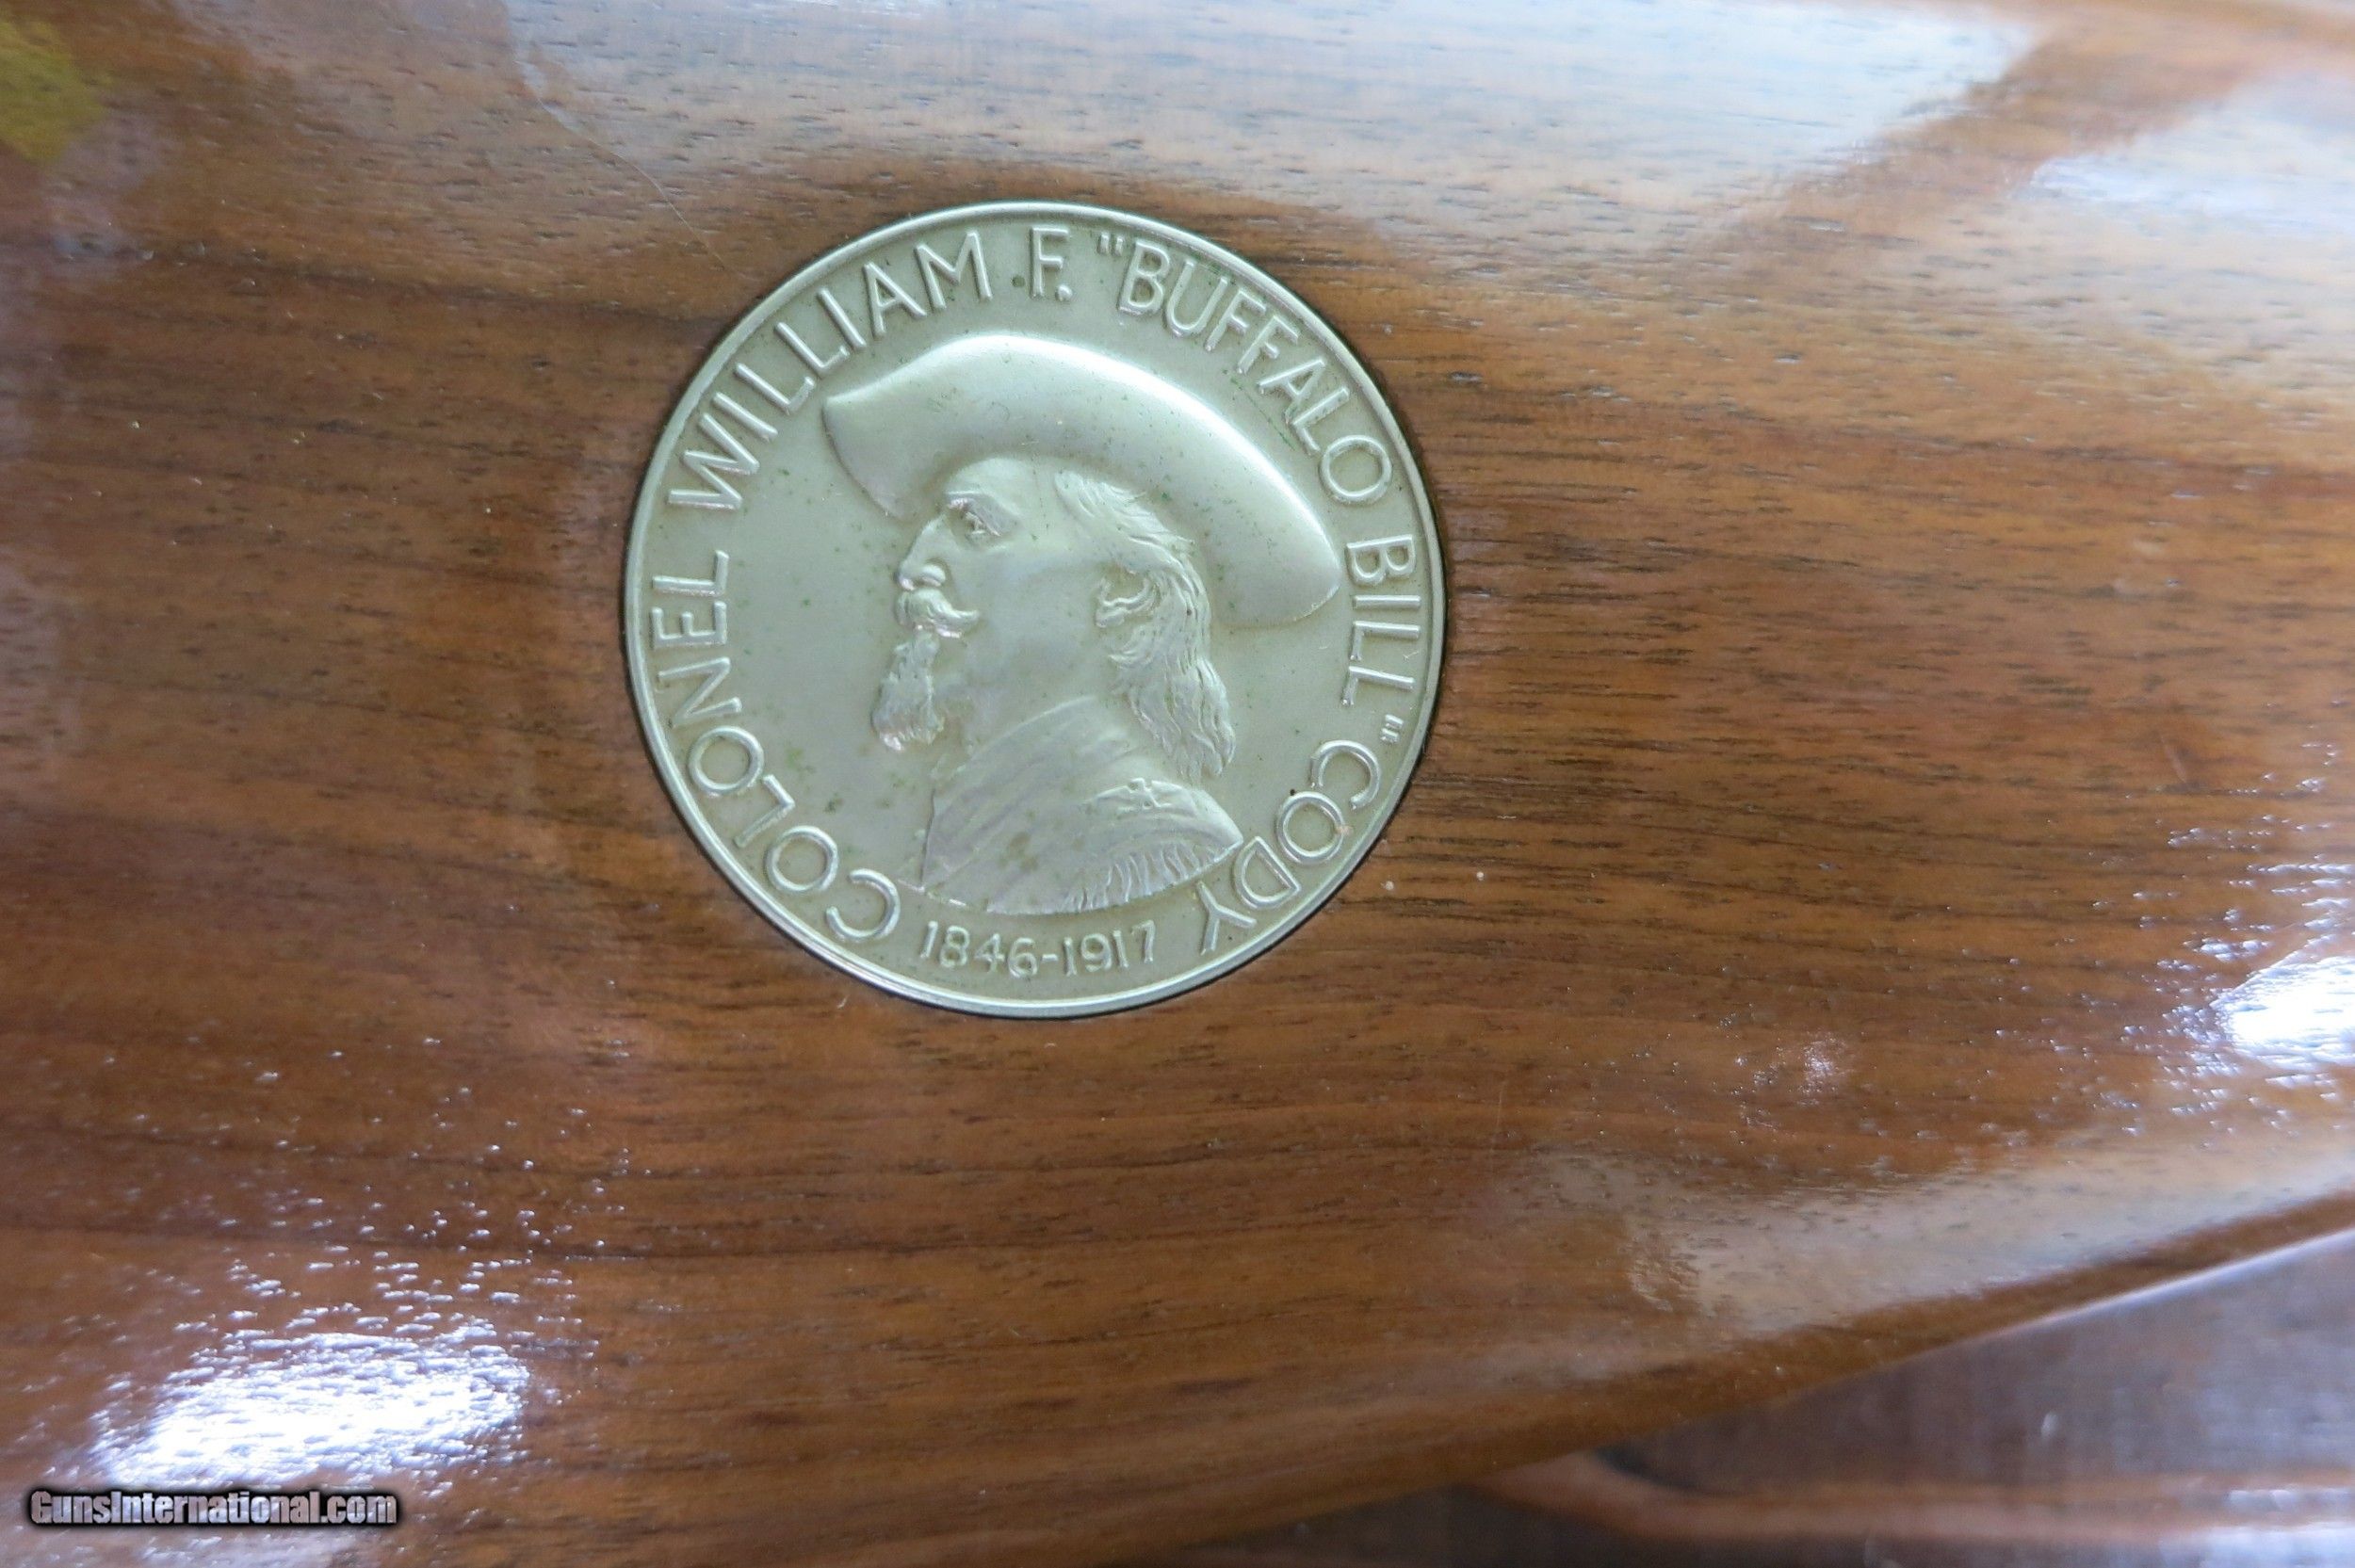 COLONEL WILLIAM F. "BUFFALO BILL" CODY
1846-1917
GunsInternational.com